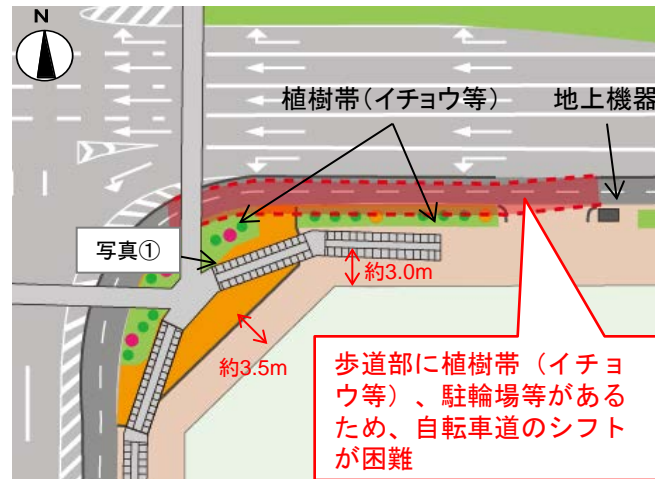 N
植樹帯(イチョウ等)
地上機器
写真①
約3.0m
約3.5m
歩道部に植樹帯（イチョ
ウ等）、駐輪場等がある
ため、自転車道のシフト
が困難